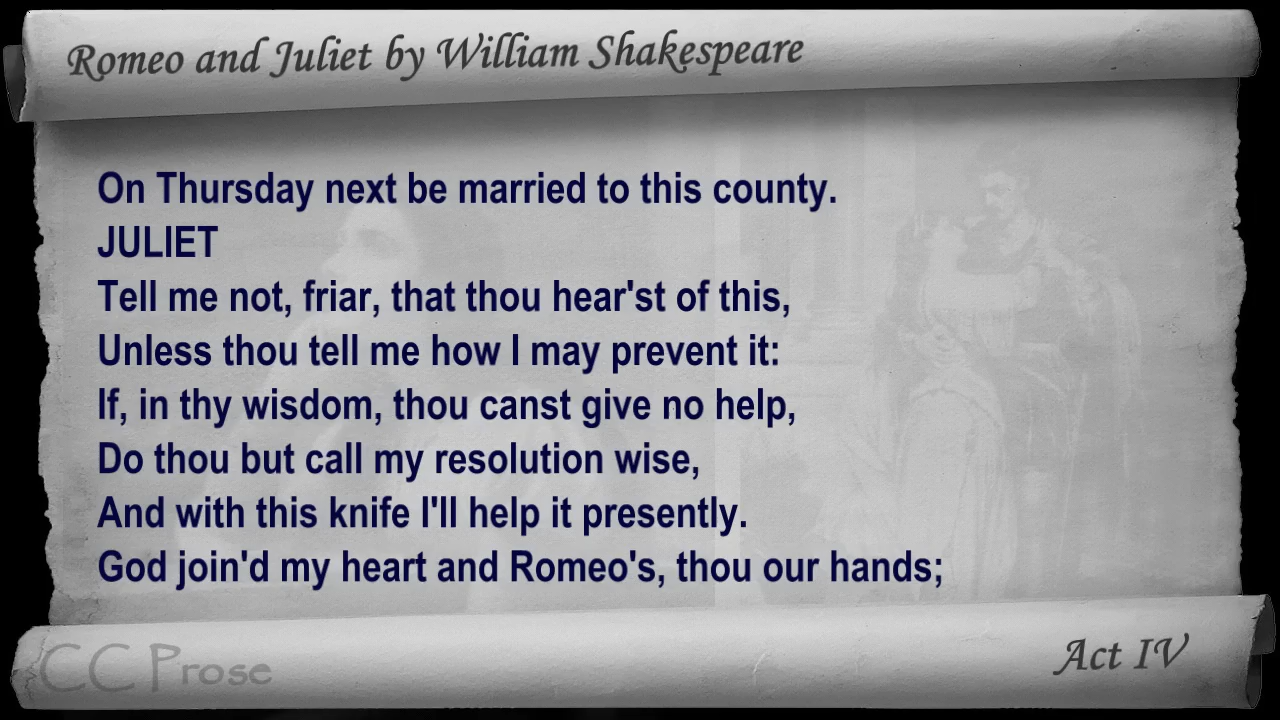 Romeo and Juliet by William Shakespeare
On Thursday next be married to this county.
JULIET
Tell me not, friar, that thou hear'st of this,
Unless thou tell me how I may prevent it:
If, in thy wisdom, thou canst give no help,
Do thou but call my resolution wise,
And with this knife I'll help it presently.
God join'd my heart and Romeo's, thou our hands;
CC Prose
Act IV